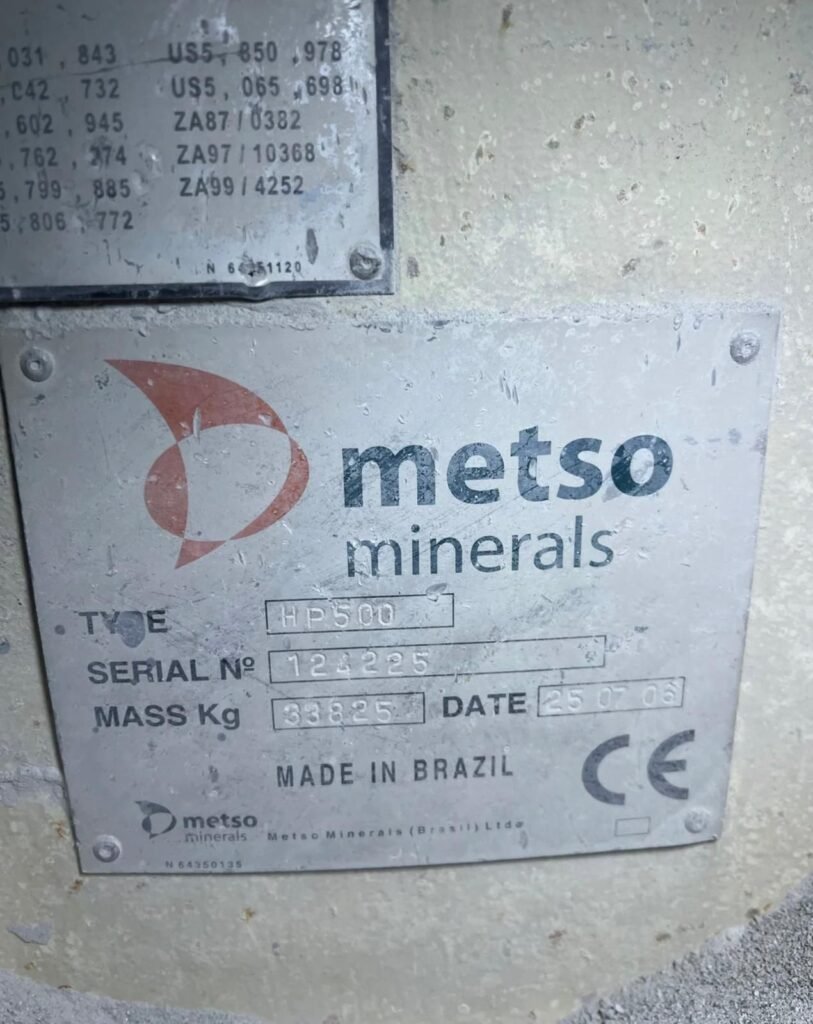 031 , 843 US5 , 850 , 978
, 042 , 732 US5 , 065 , 698
, 602 , 945 ZA87 / 0382
, 762 , 274 ZA97 / 10368
, 799 , 885 ZA99 / 4252
5 , 806 , 772
N 64351120
metso
minerals
TYPE HP500
SERIAL Nº 124225
MASS Kg 33825 DATE 25 07 06
MADE IN BRAZIL CE
metso
minerals Metso Minerals (Brasil) Ltda
N 64350135